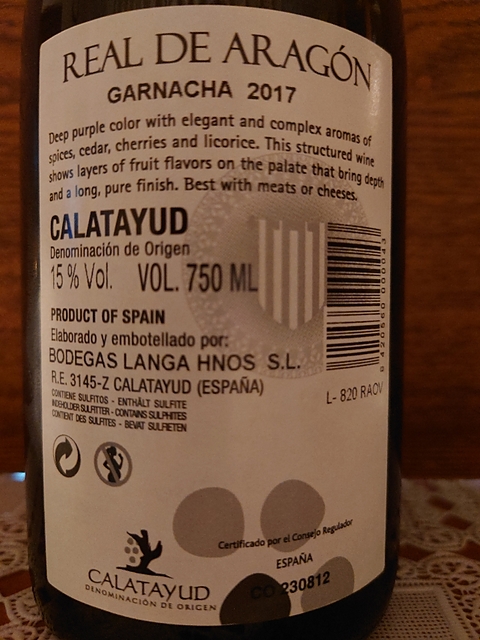 REAL DE ARAGÓN
GARNACHA 2017
Deep purple color with elegant and complex aromas of
spices, cedar, cherries and licorice. This structured wine
shows layers of fruit flavors on the palate that bring depth
and a long, pure finish. Best with meats or cheeses.
CALATAYUD
Denominación de Origen
15 % Vol. VOL. 750 ML
PRODUCT OF SPAIN
Elaborado y embotellado por:
BODEGAS LANGA HNOS S.L.
R.E. 3145-Z CALATAYUD (ESPAÑA)
CONTIENE SULFITOS - ENTHÄLT SULFITE
INDEHOLDER SULFITTER - CONTAINS SULPHITES
CONTIENT DES SULFITES - BEVAT SULFIETEN
8 420560 000043
L- 820 RAOV
Certificado por el Consejo Regulador
ESPAÑA
CO 230812
CALATAYUD
DENOMINACIÓN DE ORIGEN